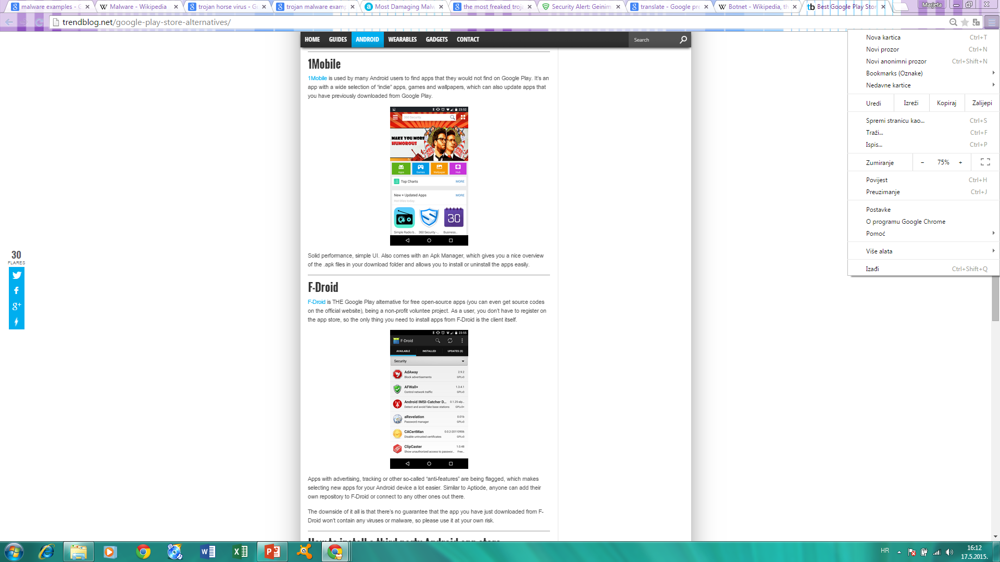 malware examples - G
Malware - Wikipedia
trojan horse virus - Go
trojan malware examp
Most Damaging Malw
the most freaked troja
Security Alert: Geinim
translate - Google pre
Botnet - Wikipedia, th
Best Google Play Stor
Marjeta
trendblog.net/google-play-store-alternatives/
HOME GUIDES ANDROID WEARABLES GADGETS CONTACT Search
1Mobile
1Mobile is used by many Android users to find apps that they would not find on Google Play. It's an
app with a wide selection of “indie” apps, games and wallpapers, which can also update apps that
you have previously downloaded from Google Play.
23:52
360 Security
MAKE YOU MORE
HUMOROUS
Apps Games Wallpaper Hub
Top Charts MORE
New + Updated Apps MORE
Hot titles today
30
Simple Radio b... 360 Security -... Business...
Solid performance, simple UI. Also comes with an Apk Manager, which gives you a nice overview
of the .apk files in your download folder and allows you to install or uninstall the apps easily.
F-Droid
F-Droid is THE Google Play alternative for free open-source apps (you can even get source codes
on the official website), being a non-profit voluntee project. As a user, you don't have to register on
the app store, so the only thing you need to install apps from F-Droid is the client itself.
23:55
F-Droid
AVAILABLE INSTALLED UPDATES (0)
Security
AdAway 2.9.2
Block advertisements GPLv3
AFWall+ 1.3.4.1
Control network traffic GPLv3
Android IMSI-Catcher D... 0.1.25-alp...
Detect and avoid fake base stations GPLv3+
aRevelation 0.01b
Password manager GPLv3
CACertMan 0.0.2-20110906
Disable untrusted certificates GPLv3
ClipCaster 1.0.48
Show unauthorized access to passwor... Free...
Apps with advertising, tracking or other so-called “anti-features” are being flagged, which makes
selecting new apps for your Android device a lot easier. Similar to Aptiode, anyone can add their
own repository to F-Droid or connect to any other ones out there.
The downside of it all is that there's no guarantee that the app you have just downloaded from F-
Droid won't contain any viruses or malware, so please use it at your own risk.
How to install a third party Android app store
30
FLARES
Nova kartica Ctrl+T
Novi prozor Ctrl+N
Novi anonimni prozor Ctrl+Shift+N
Bookmarks (Oznake)
Nedavne kartice
Uredi Izreži Kopiraj Zalijepi
Spremi stranicu kao... Ctrl+S
Traži... Ctrl+F
Ispis... Ctrl+P
Zumiranje − 75% +
Povijest Ctrl+H
Preuzimanje Ctrl+J
Postavke
O programu Google Chrome
Pomoć
Više alata
Izađi Ctrl+Shift+Q
HR
16:12
17.5.2015.